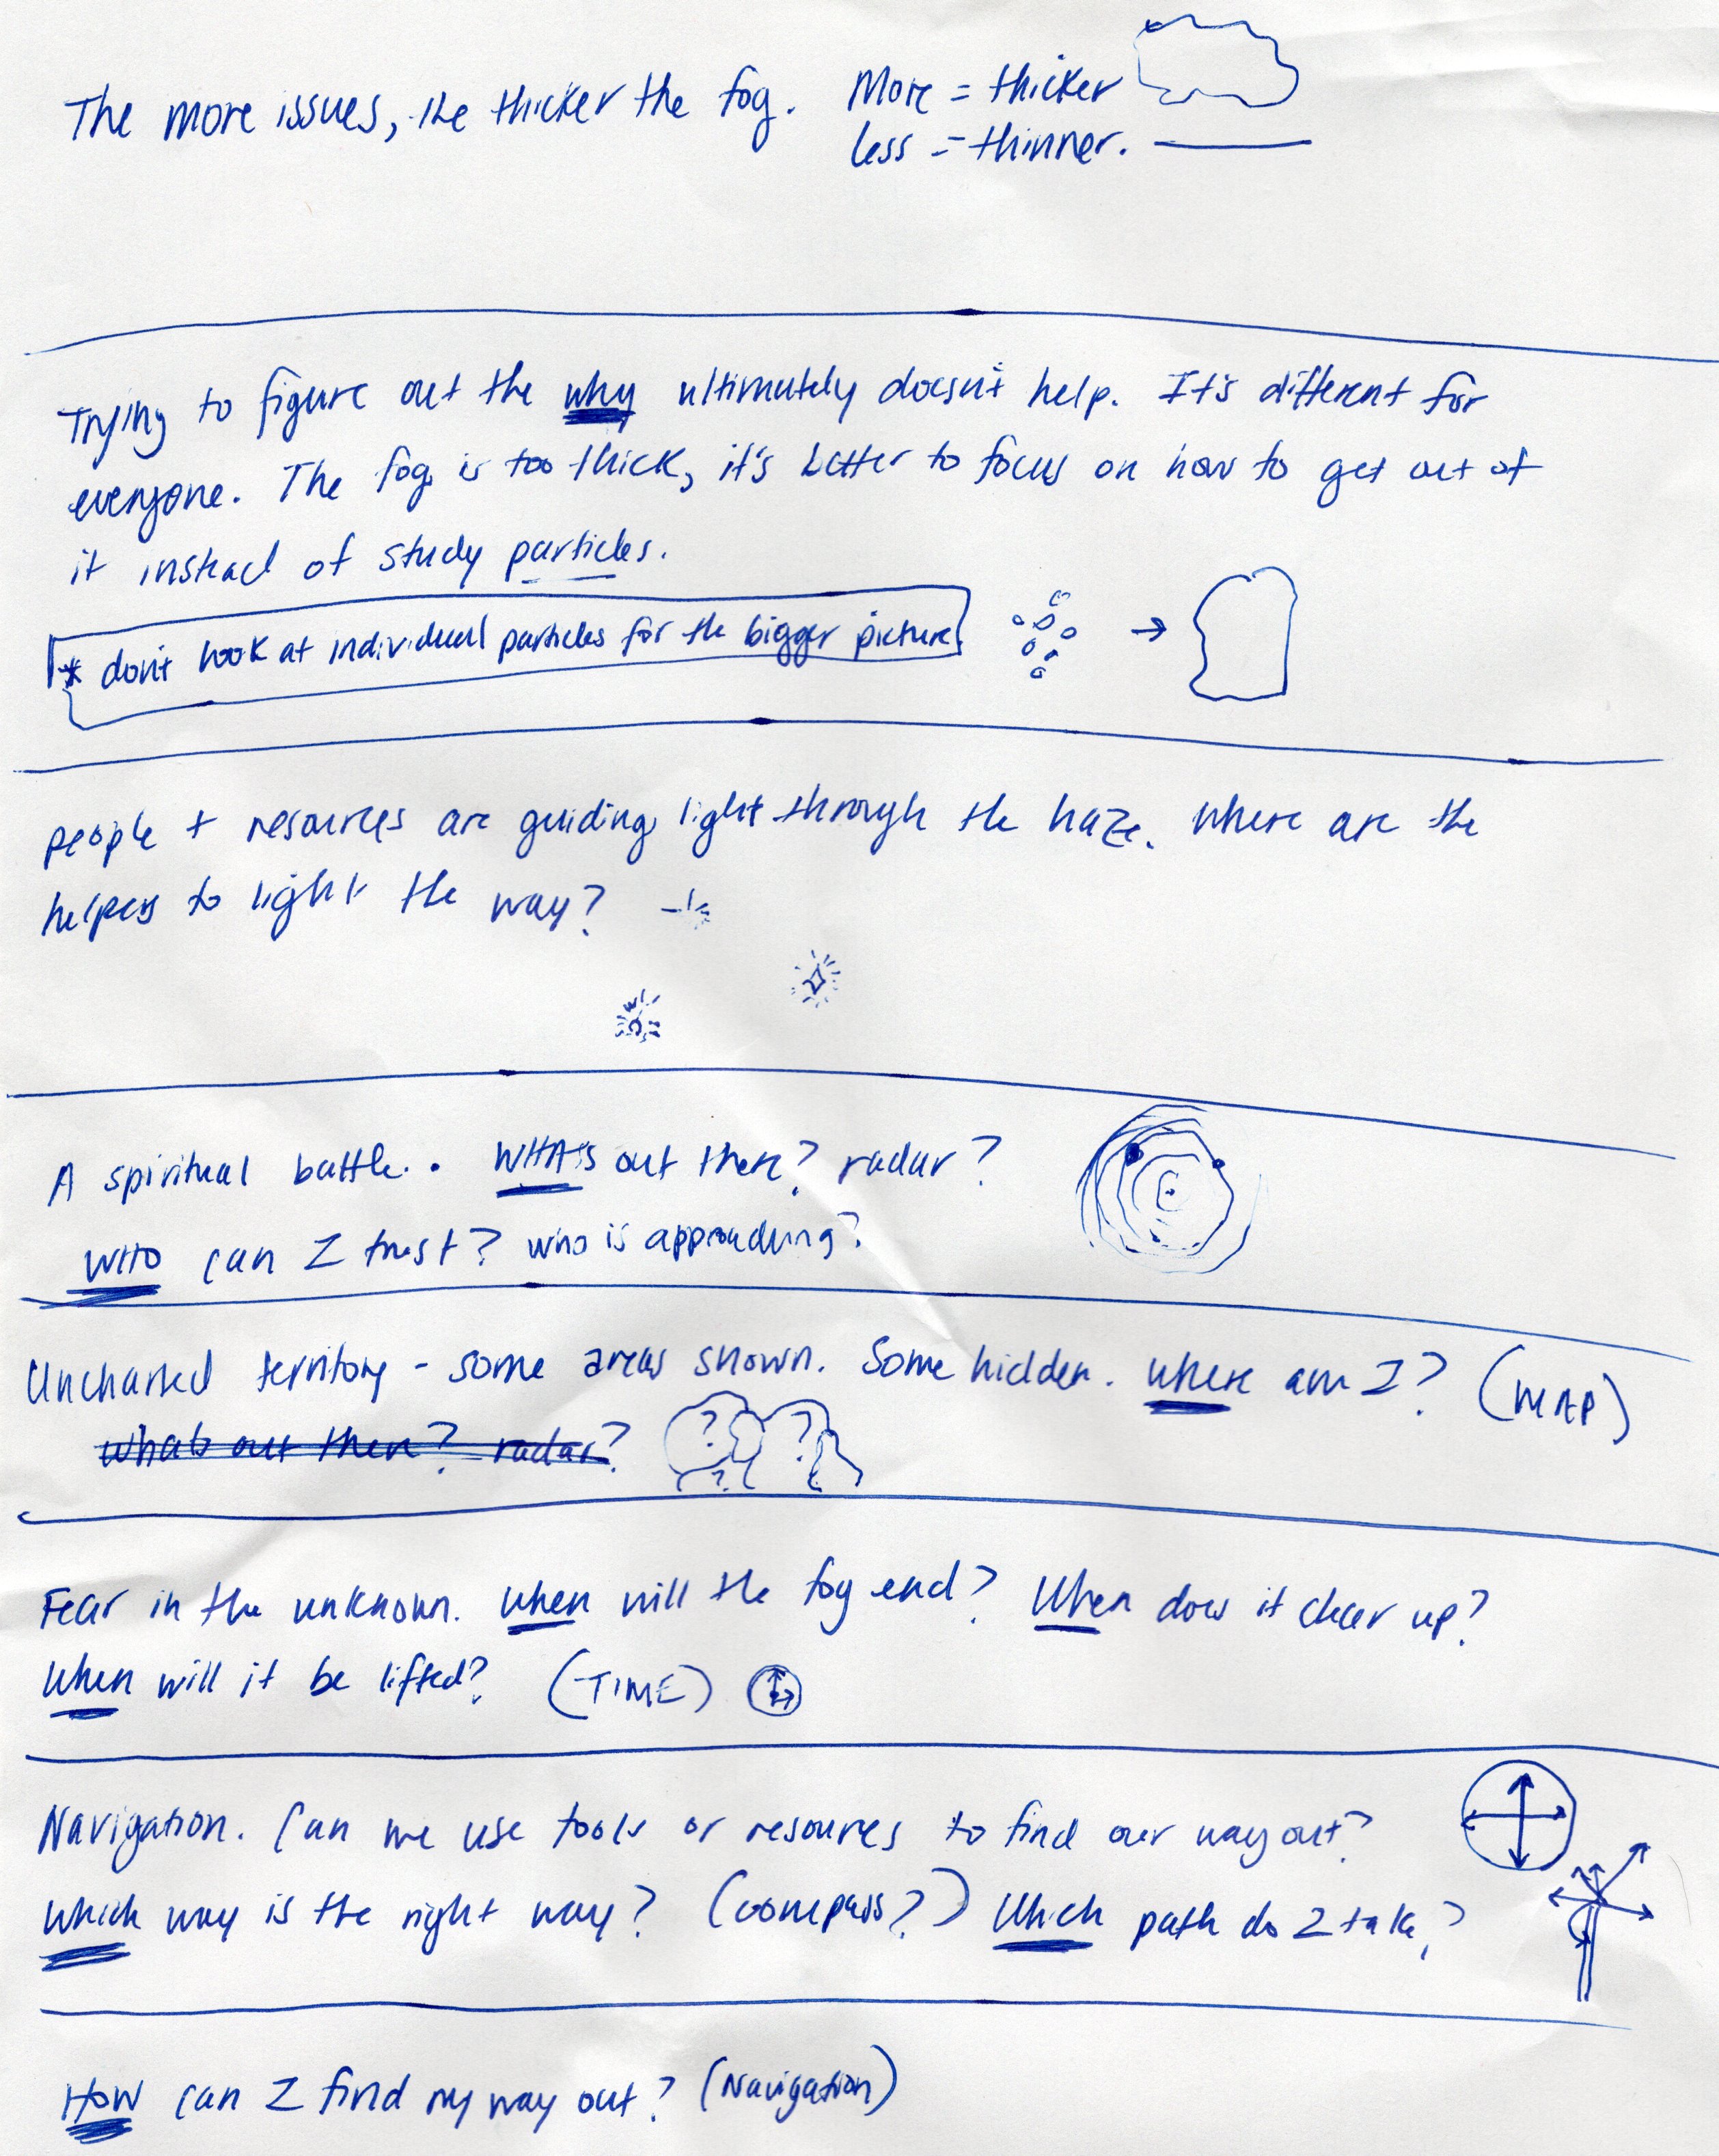 The more issues, the thicker the fog. More = thicker
less = thinner.
Trying to figure out the why ultimately doesn't help. It's different for
everyone. The fog is too thick, it's better to focus on how to get out of
it instead of study particles.
* don't look at individual particles for the bigger picture
people + resources are guiding light through the haze. Where are the
helpers to light the way?
A spiritual battle.. WHAt's out there? radar?
WHO can I trust? who is approaching?
Uncharted territory - some areas shown. Some hidden. Where am I? (MAP)
whats out there? radar?
? ? ?
Fear in the unknown. When will the fog end? When does it clear up?
When will it be lifted? (TIME)
Navigation. Can we use tools or resources to find our way out?
Which way is the right way? (compass?) Which path do I take?
How can I find my way out? (Navigation)